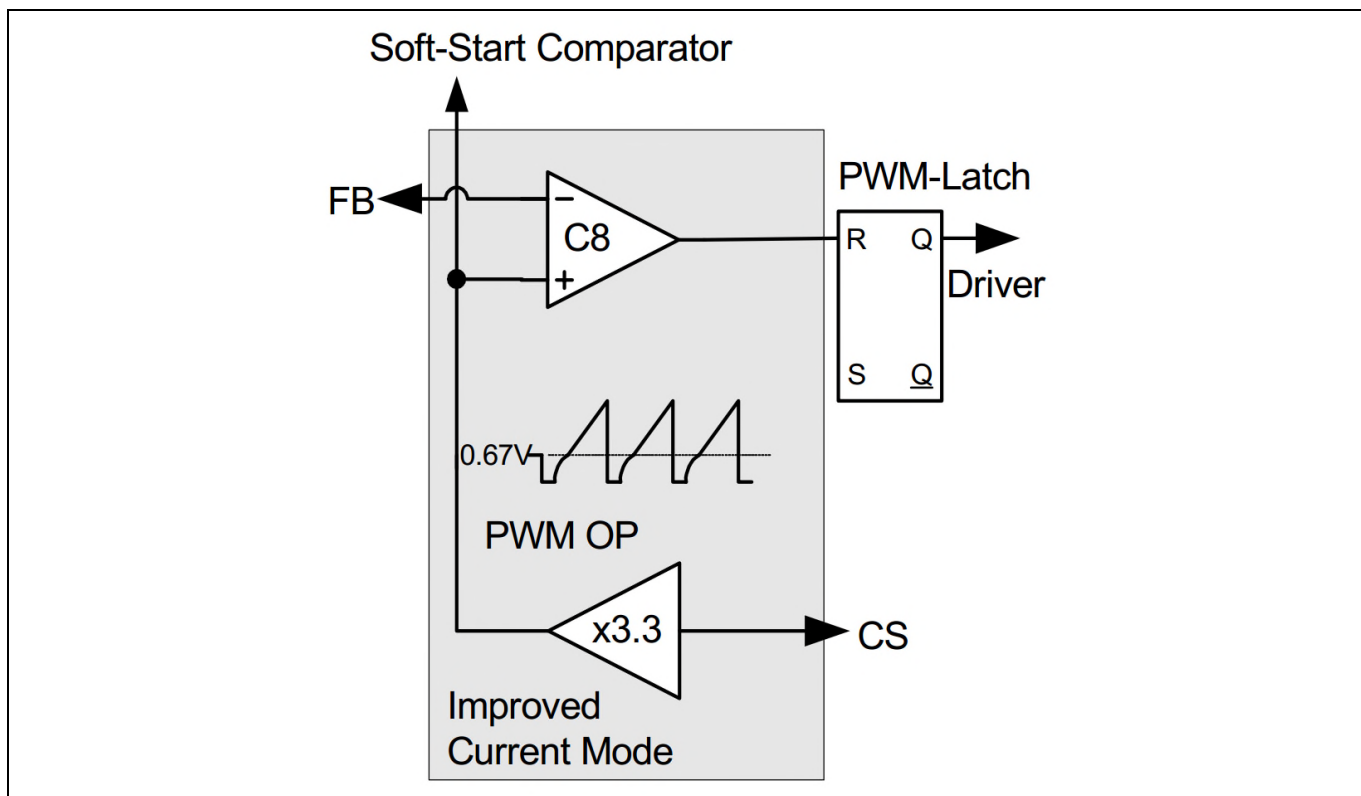 Soft-Start Comparator
FB
−
C8
+
PWM-Latch
R Q
S Q
Driver
0.67V
PWM OP
x3.3
CS
Improved
Current Mode